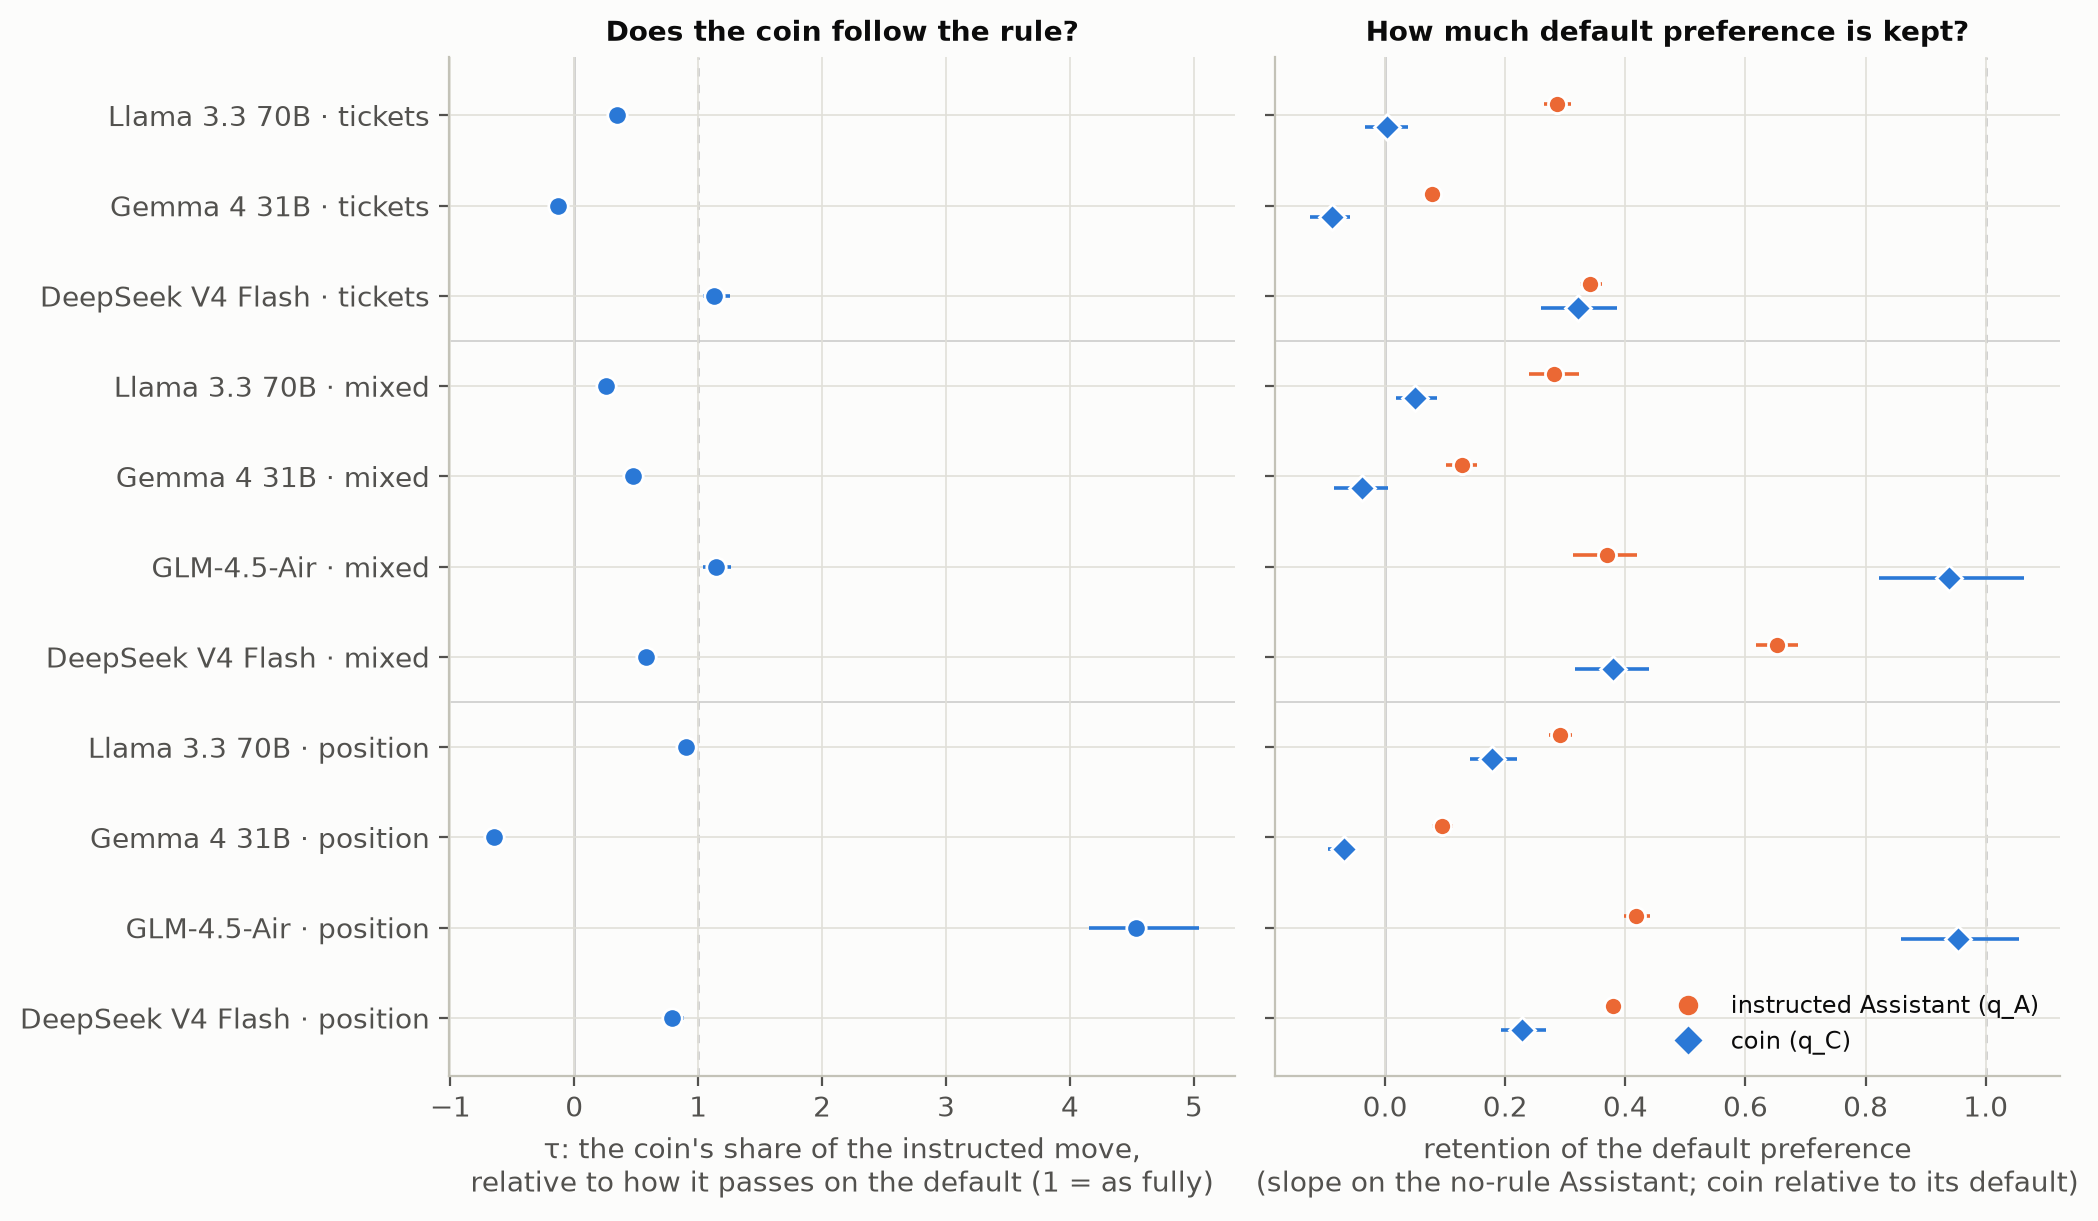 Does the coin follow the rule?
How much default preference is kept?
Llama 3.3 70B · tickets
Gemma 4 31B · tickets
DeepSeek V4 Flash · tickets
Llama 3.3 70B · mixed
Gemma 4 31B · mixed
GLM-4.5-Air · mixed
DeepSeek V4 Flash · mixed
Llama 3.3 70B · position
Gemma 4 31B · position
GLM-4.5-Air · position
DeepSeek V4 Flash · position
instructed Assistant (q_A)
coin (q_C)
−1 0 1 2 3 4 5
0.0 0.2 0.4 0.6 0.8 1.0
τ: the coin's share of the instructed move,
relative to how it passes on the default (1 = as fully)
retention of the default preference
(slope on the no-rule Assistant; coin relative to its default)